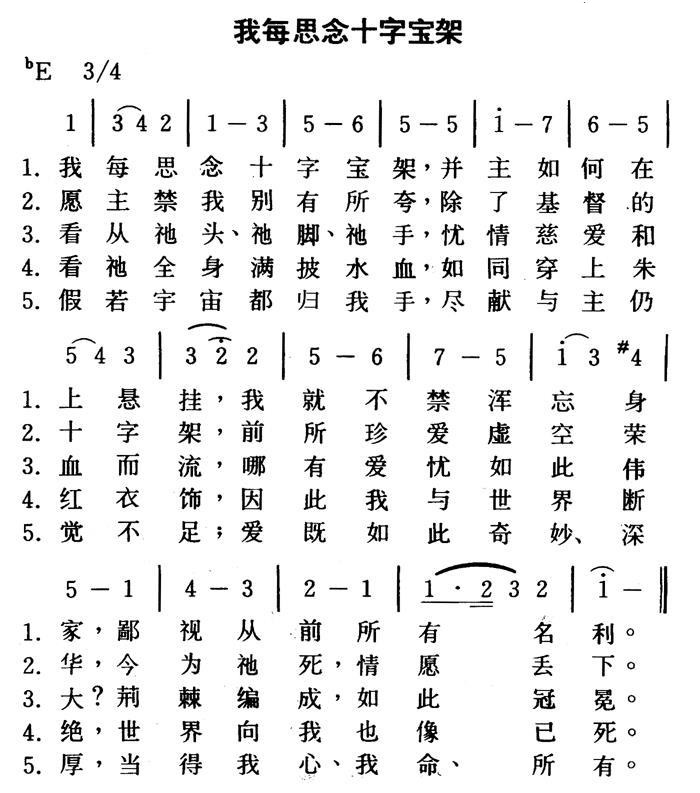 我每思念十字宝架
ᵇE 3/4
1 | 3 4 2 | 1 － 3 | 5 － 6 | 5 － 5 | i － 7 | 6 － 5 |
1. 我每思念十字宝架，并主如何在
2. 愿主禁我别有所夸，除了基督的
3. 看从祂头、祂脚、祂手，忧情慈爱和
4. 看祂全身满披水血，如同穿上朱
5. 假若宇宙都归我手，尽献与主仍
5 4 3 | 3 2̇ 2 | 5 － 6 | 7 － 5 | i 3 #4 |
1. 上悬挂，我就不禁浑忘身
2. 十字架，前所珍爱虚空荣
3. 血而流，哪有爱忧如此伟
4. 红衣饰，因此我与世界断
5. 觉不足；爱既如此奇妙、深
5 － 1 | 4 － 3 | 2 － 1 | 1 · 2 3 2 | i － ‖
1. 家，鄙视从前所有名利。
2. 华，今为祂死，情愿丢下。
3. 大？荆棘编成，如此冠冕。
4. 绝，世界向我也像已死。
5. 厚，当得我心、我命、所有。